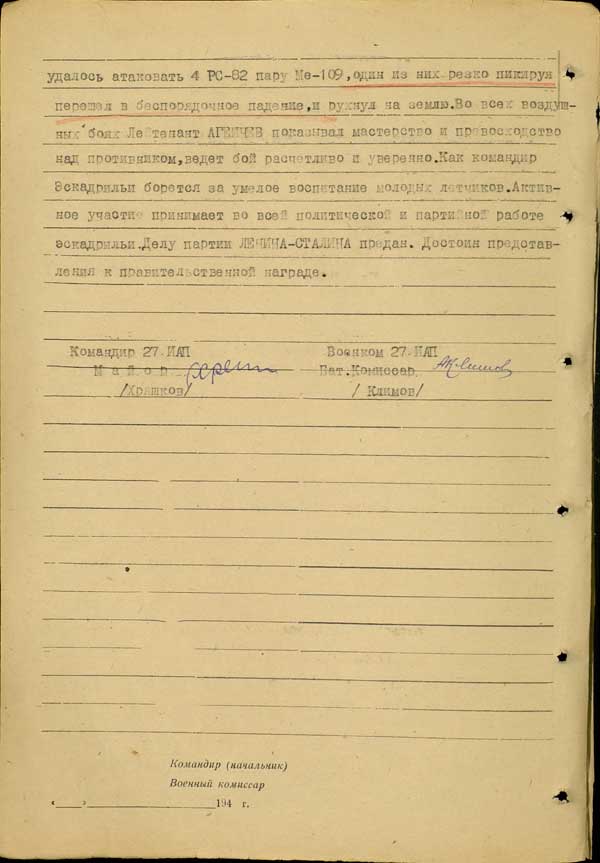 удалось атаковать 4 РС-82 пару Ме-109,один из них резко пикируя
перешел в беспорядочное падение,и рухнул на землю.Во всех воздуш-
ных боях Лейтенант АГЕИЧЕВ показывал мастерство и превосходство
над противником,ведет бой расчетливо и уверенно.Как командир
Эскадрильи борется за умелое воспитание молодых летчиков.Актив-
ное участие принимает во всей политической и партийной работе
эскадрильи.Делу партии ЛЕНИНА-СТАЛИНА предан. Достоин представ-
ления к правительственной награде.
Командир 27 ИАП Военком 27 ИАП
Майор Бат.Комиссар АКлимов
/Хряшков/ / Климов/
Командир (начальник)
Военный комиссар
"____"____________________194 г.